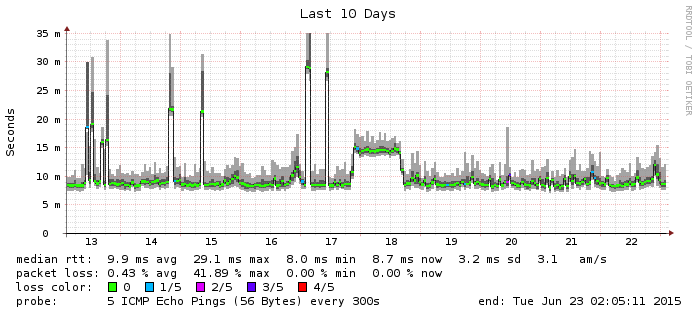 Last 10 Days
RRDTOOL / TOBI OETIKER
Seconds
35 m
30 m
25 m
20 m
15 m
10 m
5 m
0
13 14 15 16 17 18 19 20 21 22
median rtt: 9.9 ms avg 29.1 ms max 8.0 ms min 8.7 ms now 3.2 ms sd 3.1 am/s
packet loss: 0.43 % avg 41.89 % max 0.00 % min 0.00 % now
loss color: 0 1/5 2/5 3/5 4/5
probe: 5 ICMP Echo Pings (56 Bytes) every 300s end: Tue Jun 23 02:05:11 2015